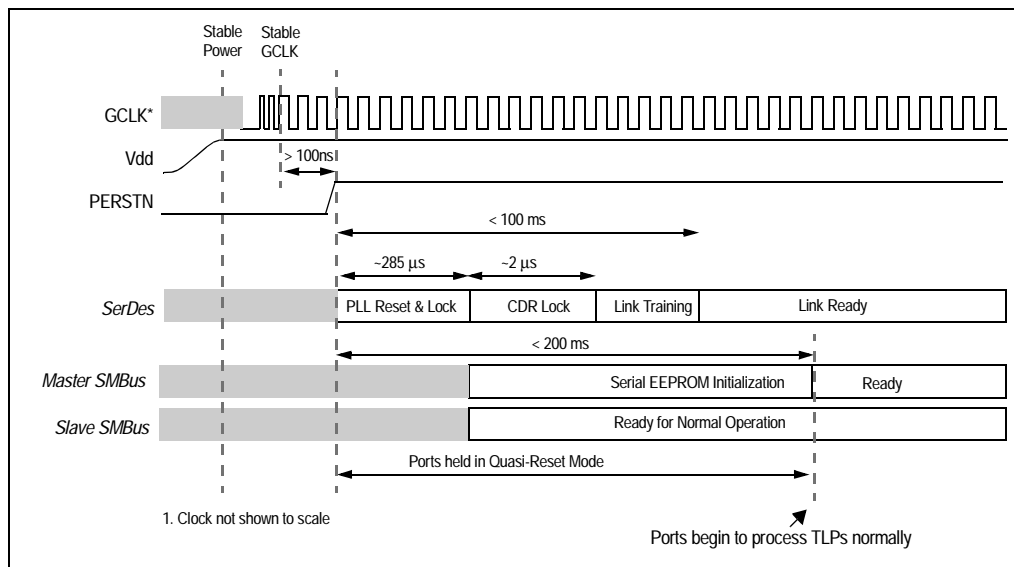 Stable Power
Stable GCLK
GCLK*
Vdd
> 100ns
PERSTN
< 100 ms
~285 µs
~2 µs
SerDes
PLL Reset & Lock
CDR Lock
Link Training
Link Ready
< 200 ms
Master SMBus
Serial EEPROM Initialization
Ready
Slave SMBus
Ready for Normal Operation
Ports held in Quasi-Reset Mode
1. Clock not shown to scale
Ports begin to process TLPs normally